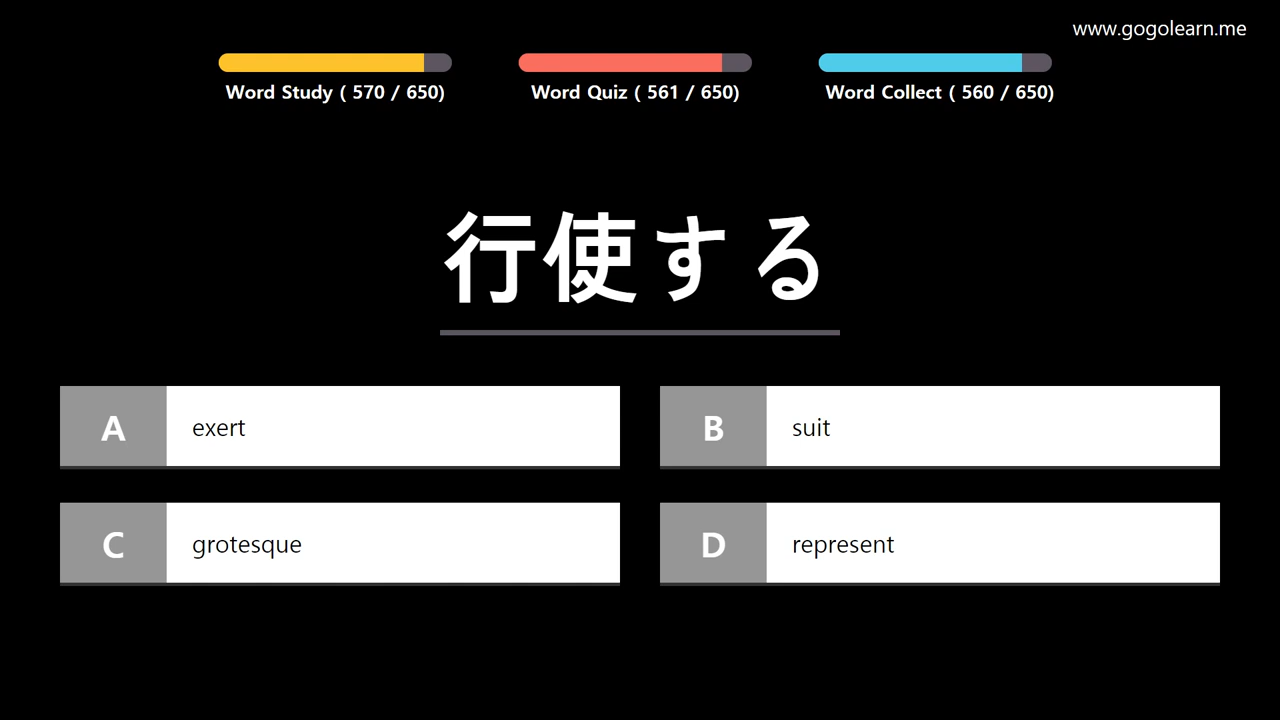 www.gogolearn.me
Word Study ( 570 / 650)
Word Quiz ( 561 / 650)
Word Collect ( 560 / 650)
行使する
A exert
B suit
C grotesque
D represent